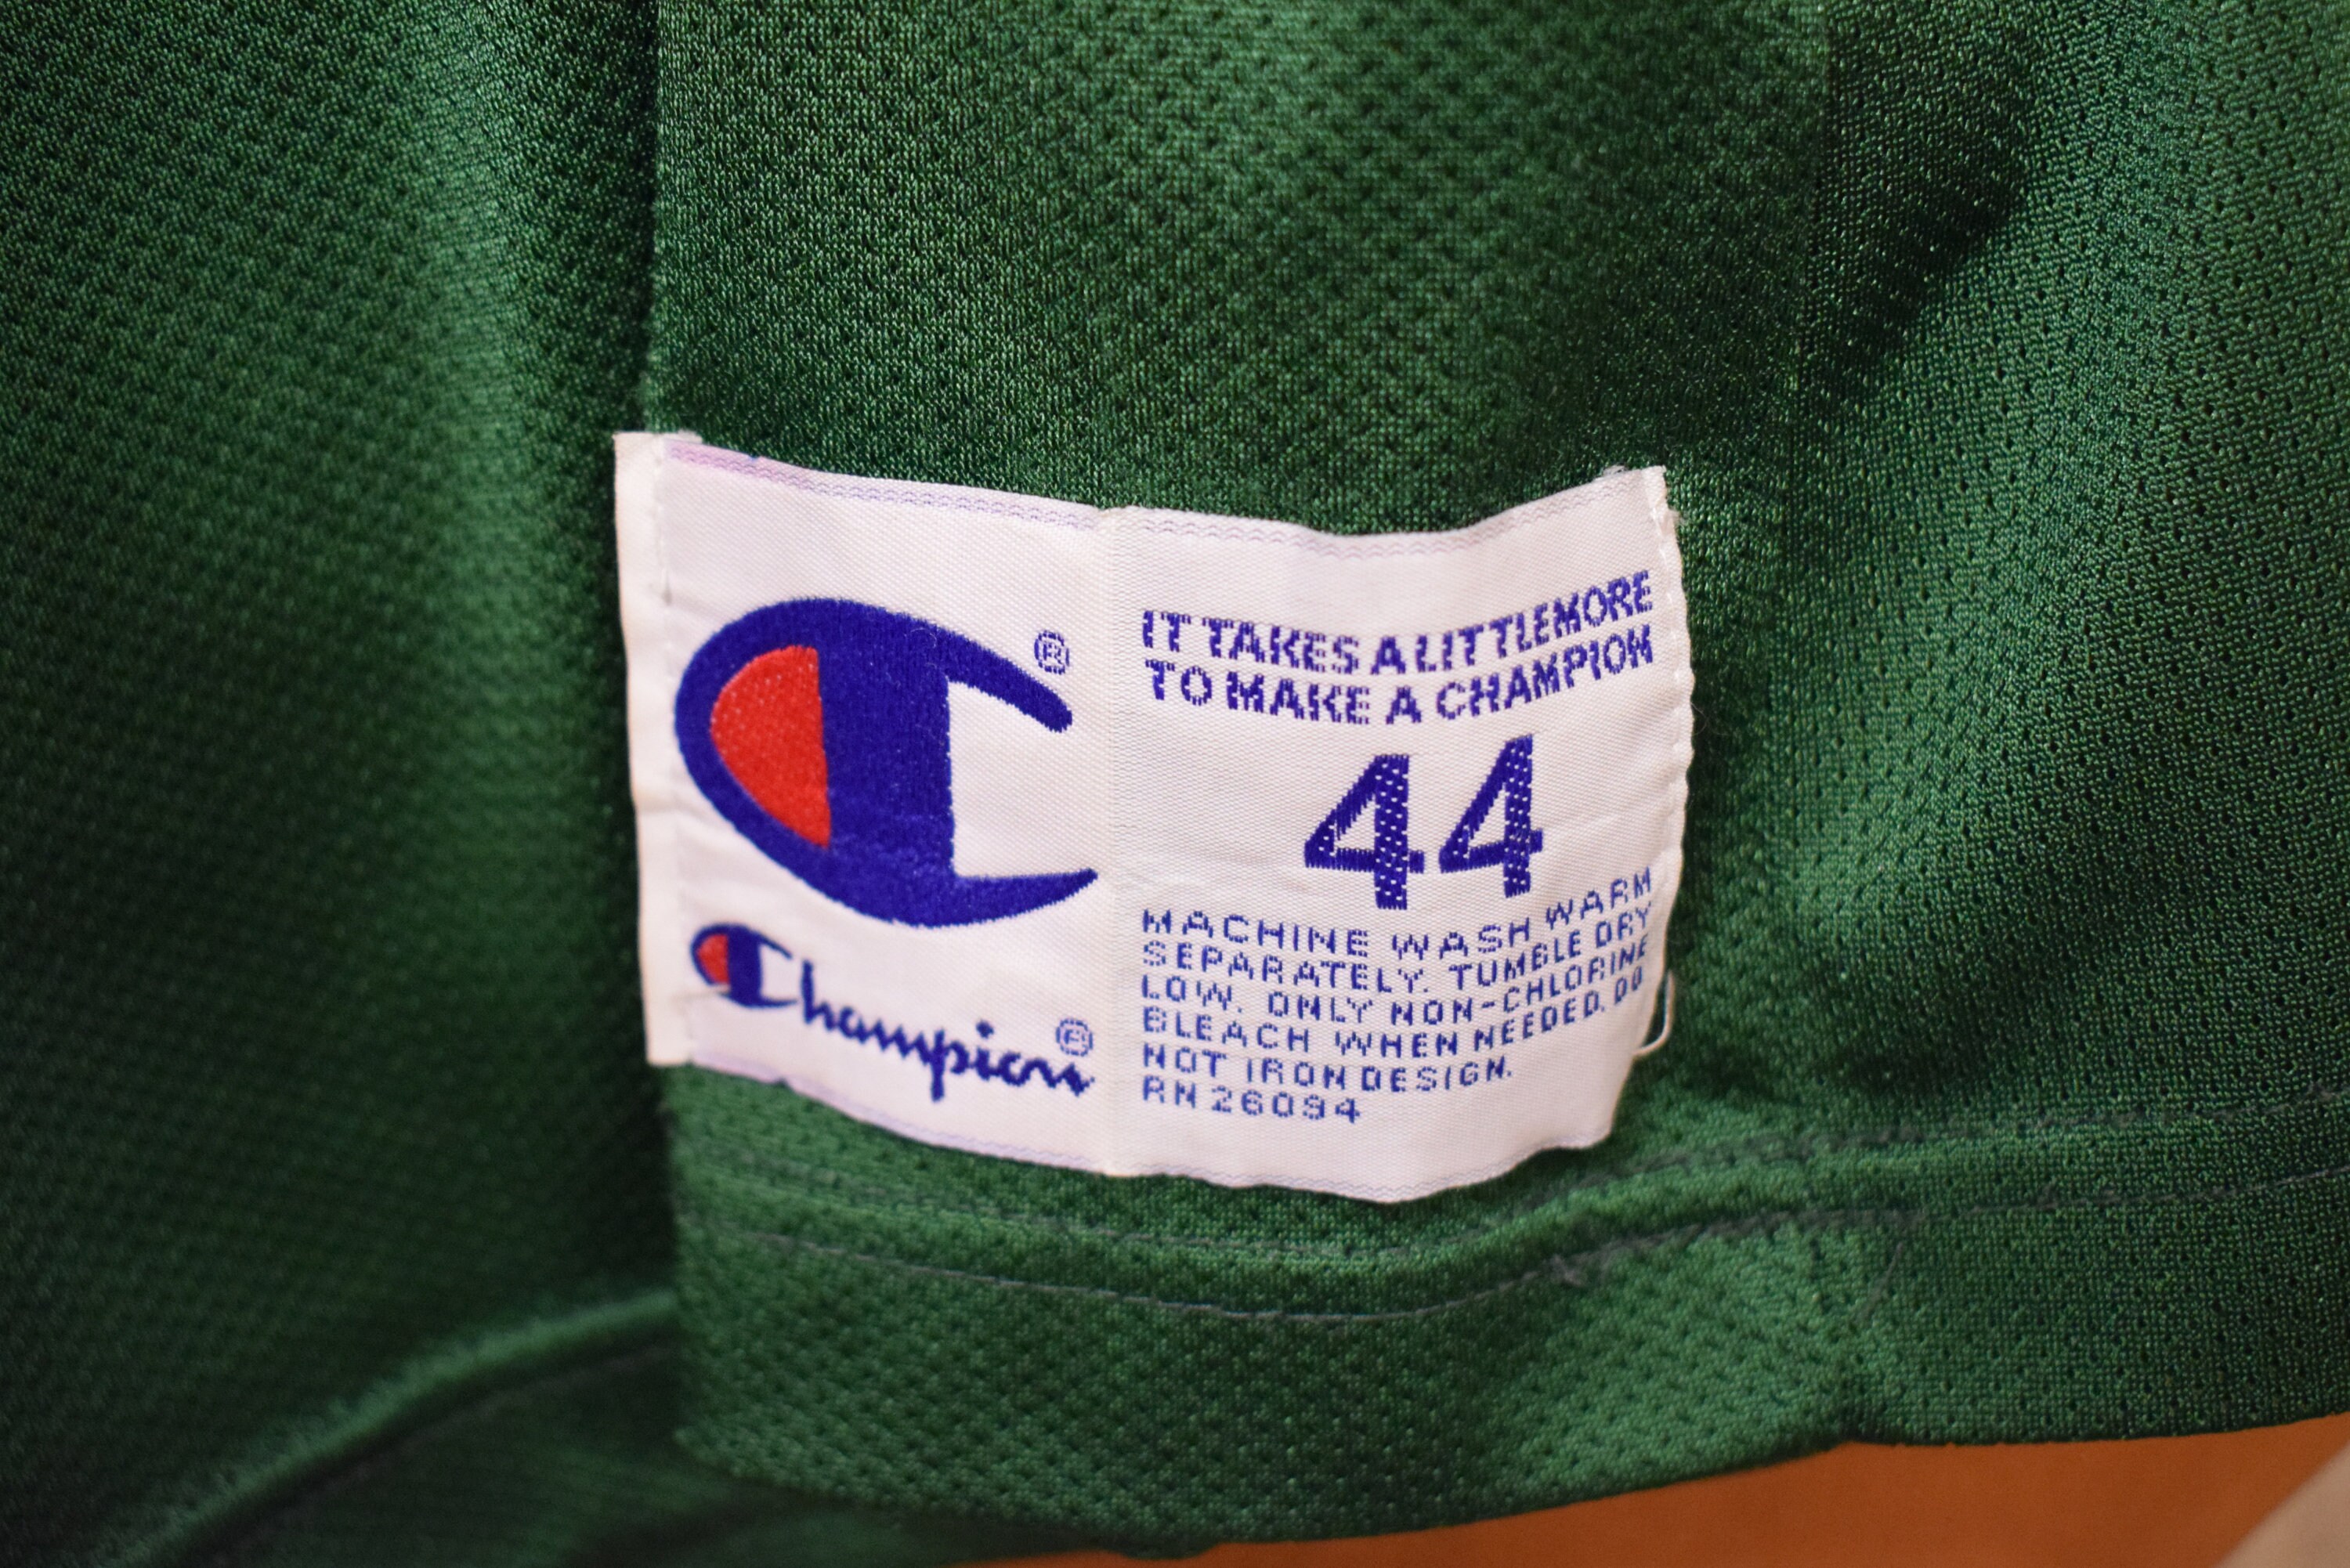 ®
Champion®
IT TAKES A LITTLE MORE
TO MAKE A CHAMPION
44
MACHINE WASH WARM
SEPARATELY. TUMBLE DRY
LOW. ONLY NON-CHLORINE
BLEACH WHEN NEEDED. DO
NOT IRON DESIGN.
RN 26094